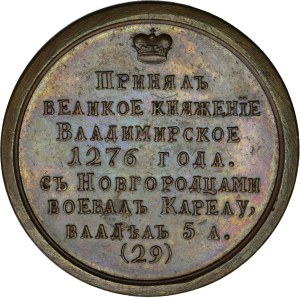 ПРИНЯЛЪ
ВЕЛИКОЕ КНЯЖЕНІЕ
ВЛАДИМИРСКОЕ
1276 ГОДА.
СЪ НОВГОРОДЦАМИ
ВОЕВАЛЪ КАРЕЛУ,
ВЛАДѢЛЪ 5 Л.
(29)